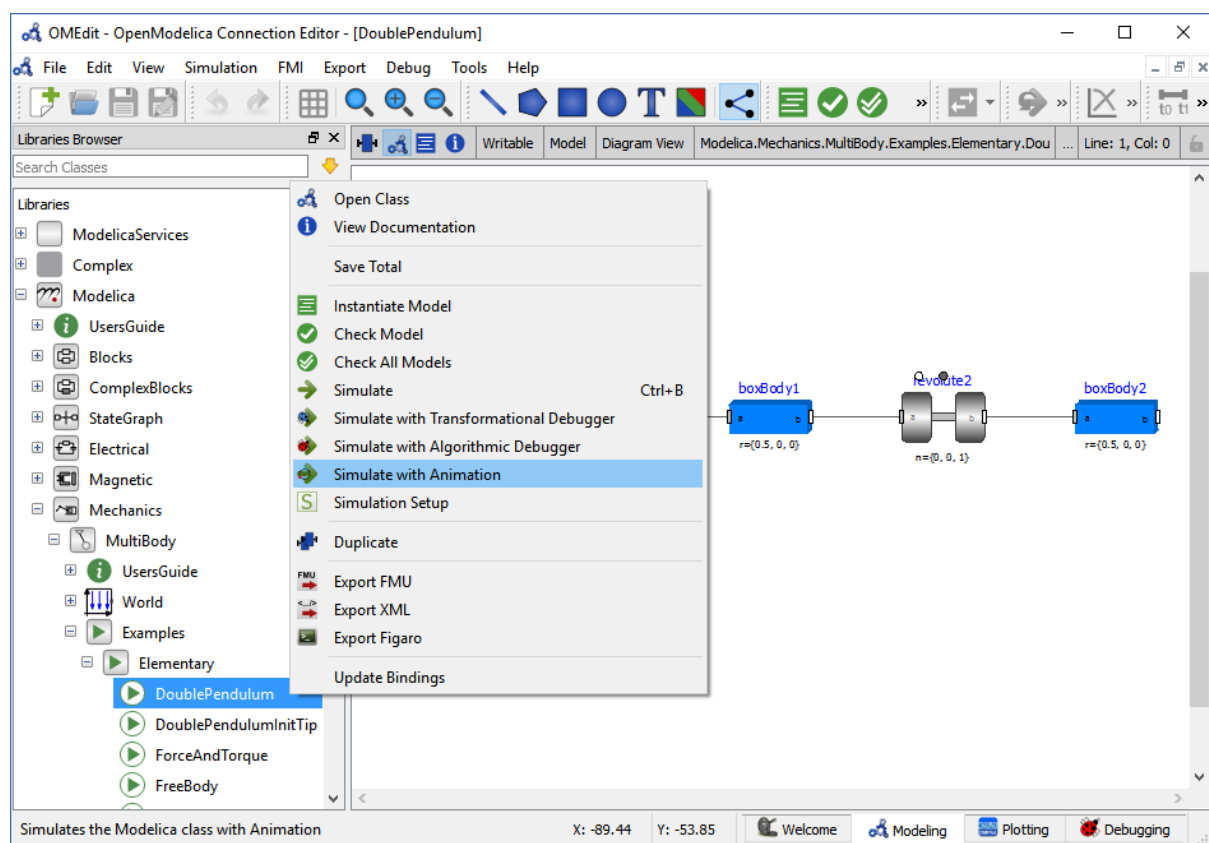 OMEdit - OpenModelica Connection Editor - [DoublePendulum]
File Edit View Simulation FMI Export Debug Tools Help
T » » » to t1 »
Libraries Browser
Writable Model Diagram View Modelica.Mechanics.MultiBody.Examples.Elementary.Dou ... Line: 1, Col: 0
Search Classes
Libraries
ModelicaServices
Complex
Modelica
UsersGuide
Blocks
ComplexBlocks
StateGraph
Electrical
Magnetic
Mechanics
MultiBody
UsersGuide
World
Examples
Elementary
DoublePendulum
DoublePendulumInitTip
ForceAndTorque
FreeBody
Open Class
View Documentation
Save Total
Instantiate Model
Check Model
Check All Models
Simulate Ctrl+B
Simulate with Transformational Debugger
Simulate with Algorithmic Debugger
Simulate with Animation
S Simulation Setup
Duplicate
FMU Export FMU
Export XML
Export Figaro
Update Bindings
boxBody1 revolute2 boxBody2
a b a b a b
r={0.5, 0, 0} n={0, 0, 1} r={0.5, 0, 0}
Simulates the Modelica class with Animation X: -89.44 Y: -53.85 Welcome Modeling Plotting Debugging